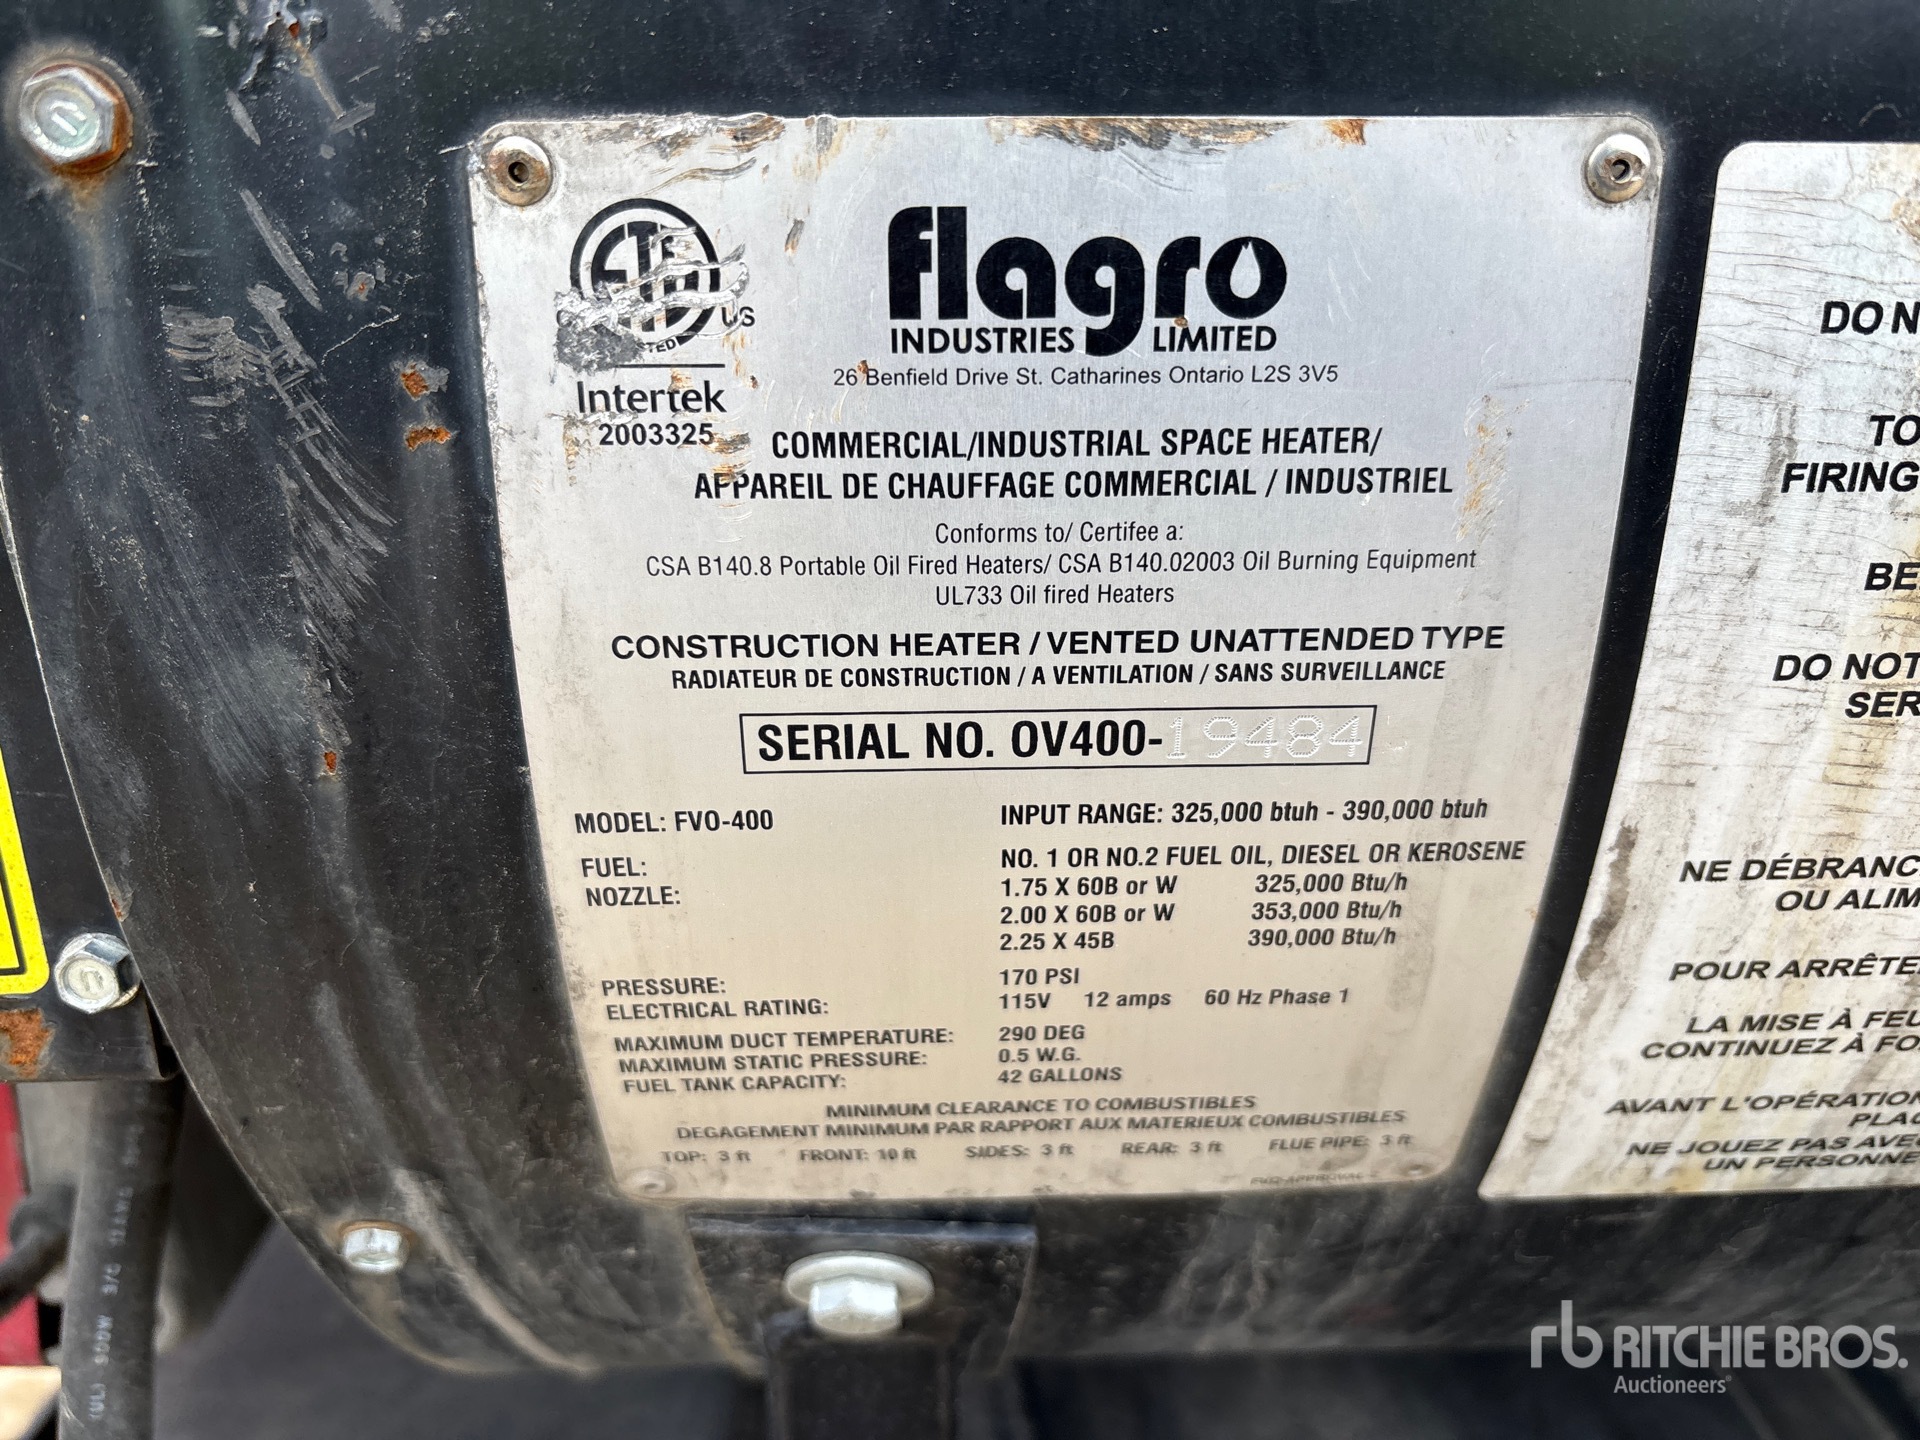 US
Intertek
2003325
flagro
INDUSTRIES LIMITED
26 Benfield Drive St. Catharines Ontario L2S 3V5
COMMERCIAL/INDUSTRIAL SPACE HEATER/
APPAREIL DE CHAUFFAGE COMMERCIAL / INDUSTRIEL
Conforms to/ Certifee a:
CSA B140.8 Portable Oil Fired Heaters/ CSA B140.02003 Oil Burning Equipment
UL733 Oil fired Heaters
CONSTRUCTION HEATER / VENTED UNATTENDED TYPE
RADIATEUR DE CONSTRUCTION / A VENTILATION / SANS SURVEILLANCE
SERIAL NO. OV400-19484
MODEL: FVO-400 INPUT RANGE: 325,000 btuh - 390,000 btuh
FUEL: NO. 1 OR NO.2 FUEL OIL, DIESEL OR KEROSENE
NOZZLE: 1.75 X 60B or W 325,000 Btu/h
2.00 X 60B or W 353,000 Btu/h
2.25 X 45B 390,000 Btu/h
PRESSURE: 170 PSI
ELECTRICAL RATING: 115V 12 amps 60 Hz Phase 1
MAXIMUM DUCT TEMPERATURE: 290 DEG
MAXIMUM STATIC PRESSURE: 0.5 W.G.
FUEL TANK CAPACITY: 42 GALLONS
MINIMUM CLEARANCE TO COMBUSTIBLES
DEGAGEMENT MINIMUM PAR RAPPORT AUX MATERIEUX COMBUSTIBLES
TOP: 3 ft FRONT: 10 ft SIDES: 3 ft REAR: 3 ft FLUE PIPE: 3 ft
DO N
TO
FIRING
BE
DO NOT
SER
NE DÉBRANC
OU ALIM
POUR ARRÊTE
LA MISE À FEU
CONTINUEZ À FO
AVANT L'OPÉRATION
PLAC
NE JOUEZ PAS AVEC
UN PERSONNE
(UL) SOOW 3/C 12AWG
rb RITCHIE BROS.
Auctioneers